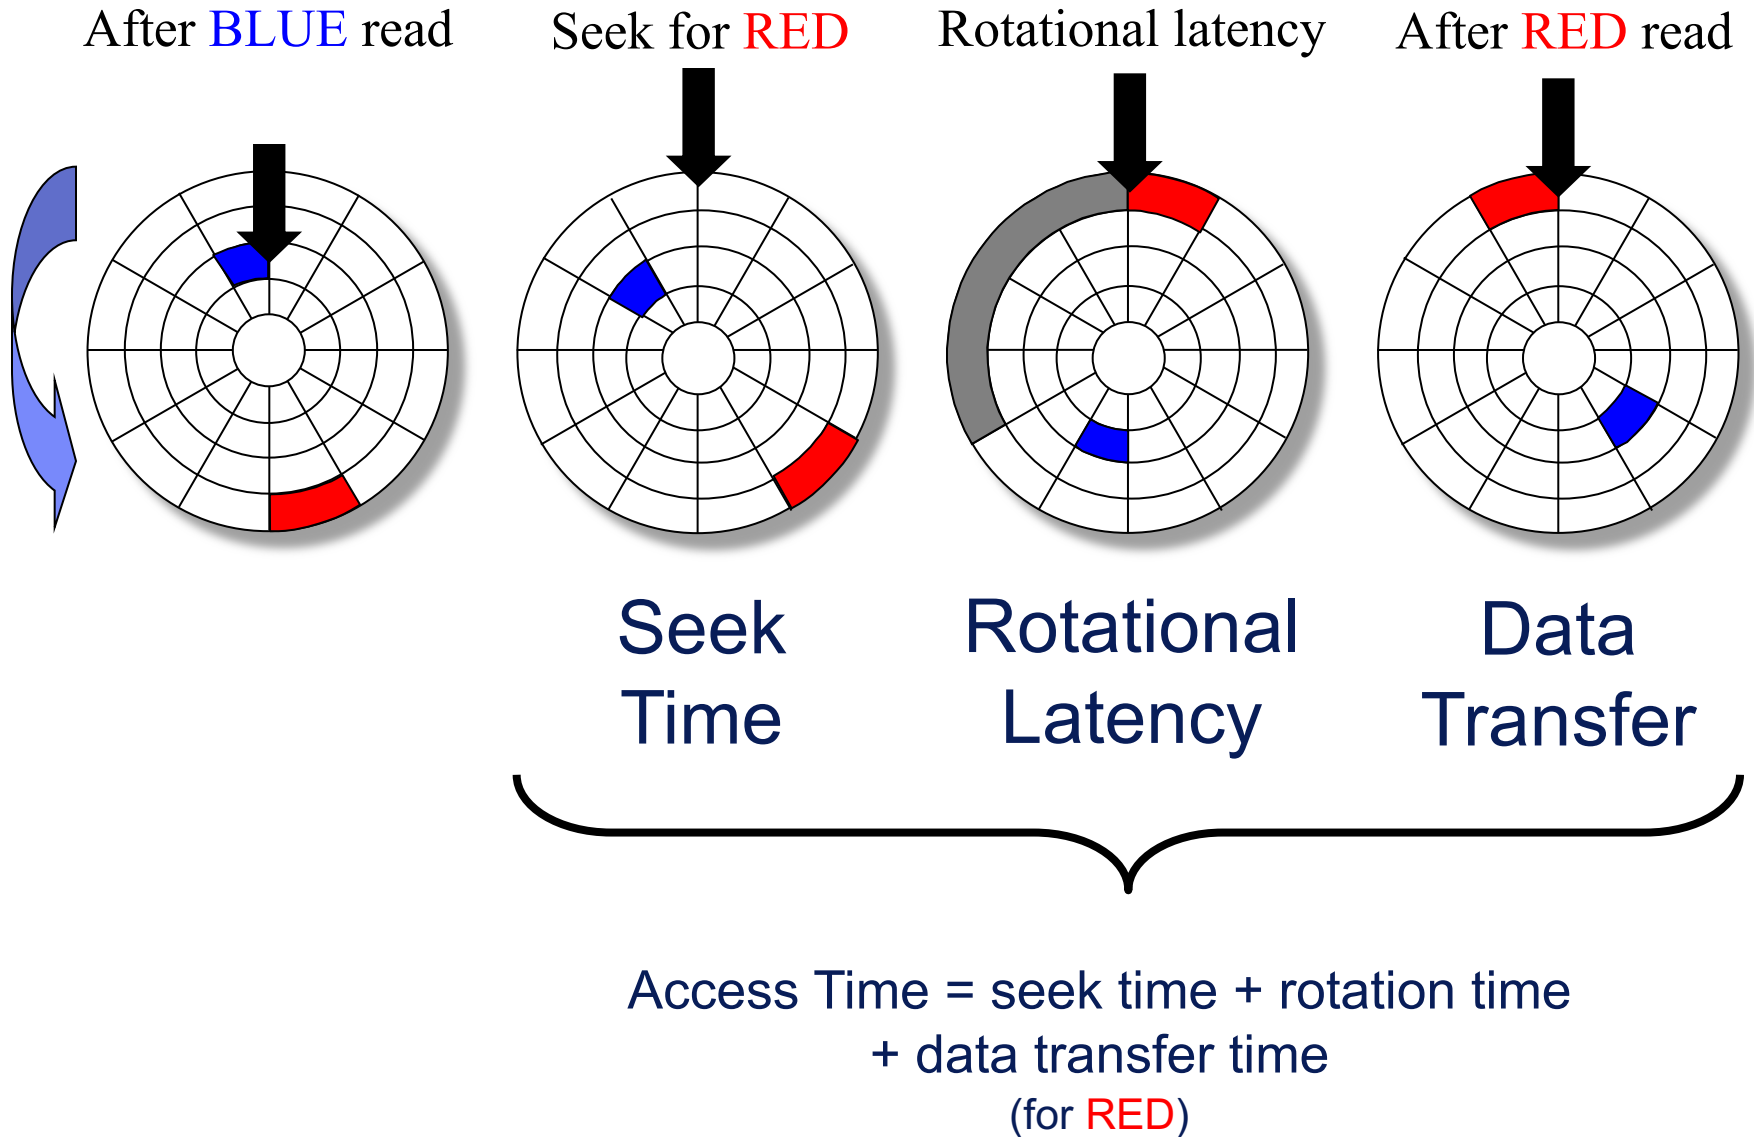 After BLUE read
Seek for RED
Rotational latency
After RED read
Seek
Time
Rotational
Latency
Data
Transfer
Access Time = seek time + rotation time
+ data transfer time
(for RED)